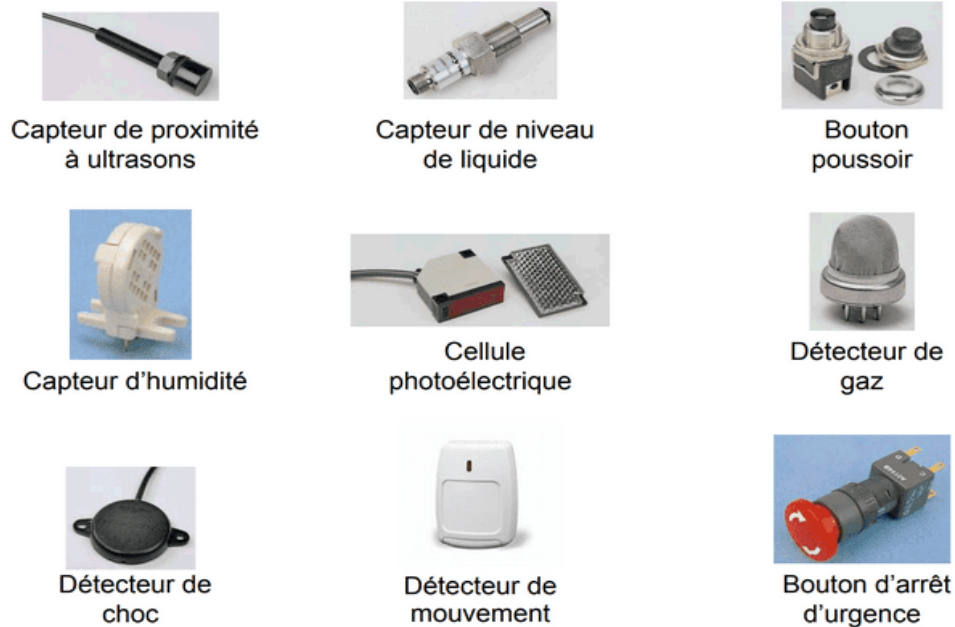 Capteur de proximité
à ultrasons
Capteur de niveau
de liquide
Bouton
poussoir
Capteur d'humidité
Cellule
photoélectrique
Détecteur de
gaz
Détecteur de
choc
Détecteur de
mouvement
Bouton d'arrêt
d'urgence